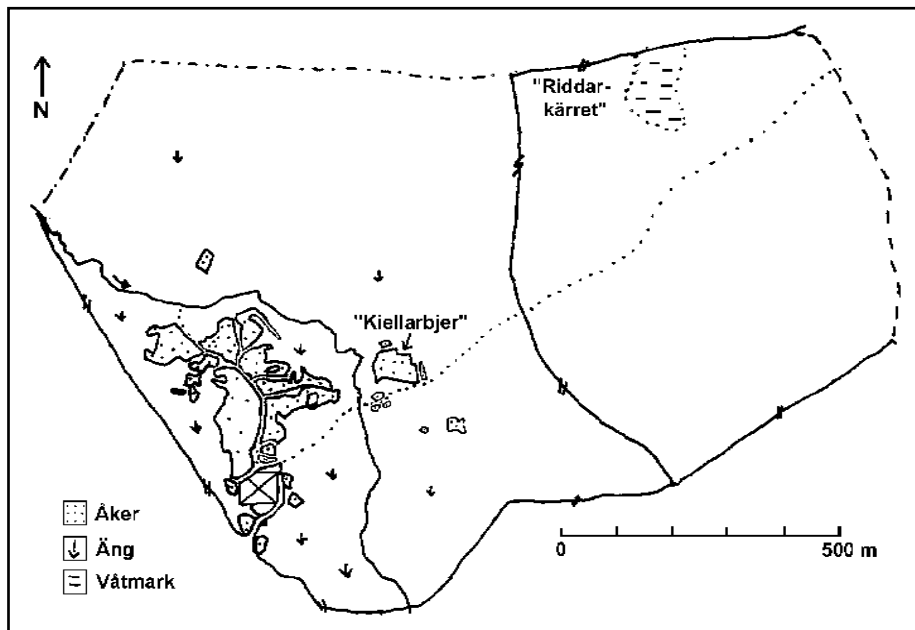 "Riddar-
kärret"
N
"Kiellarbjer"
Åker
Äng
Våtmark
0
500 m